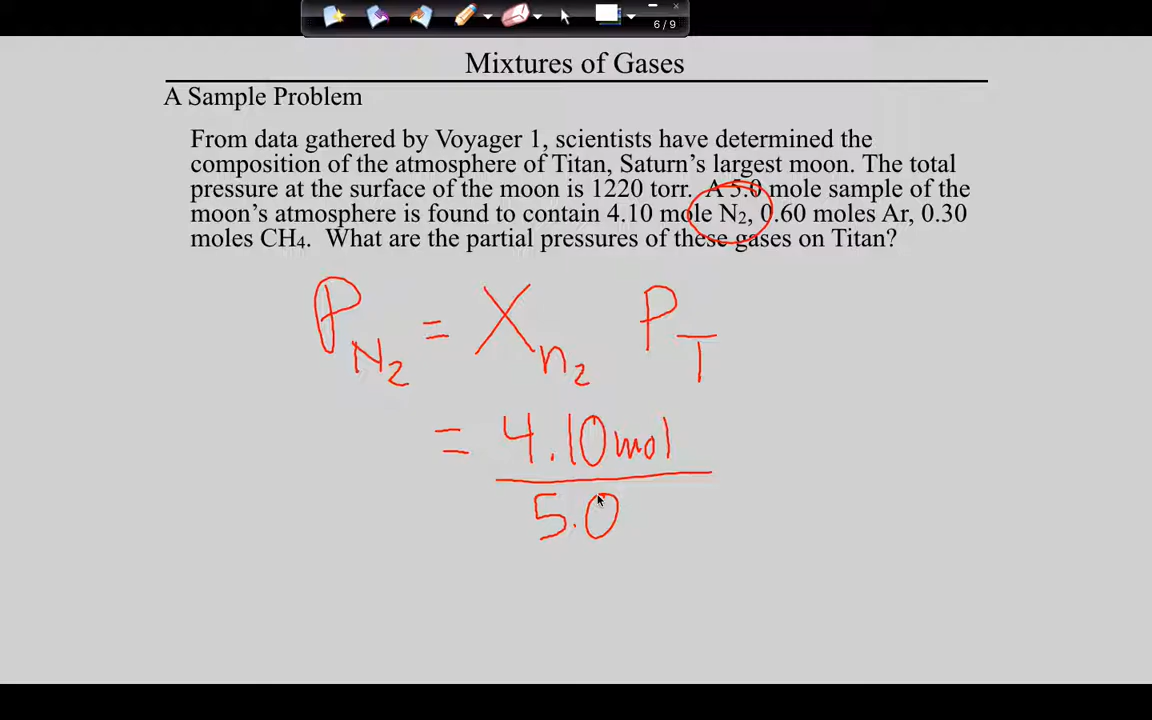 6 / 9
Mixtures of Gases
A Sample Problem
From data gathered by Voyager 1, scientists have determined the
composition of the atmosphere of Titan, Saturn's largest moon. The total
pressure at the surface of the moon is 1220 torr. A 5.0 mole sample of the
moon's atmosphere is found to contain 4.10 mole N₂, 0.60 moles Ar, 0.30
moles CH₄. What are the partial pressures of these gases on Titan?
P_N₂ = X_n₂ P_T
= 4.10 mol
5.0